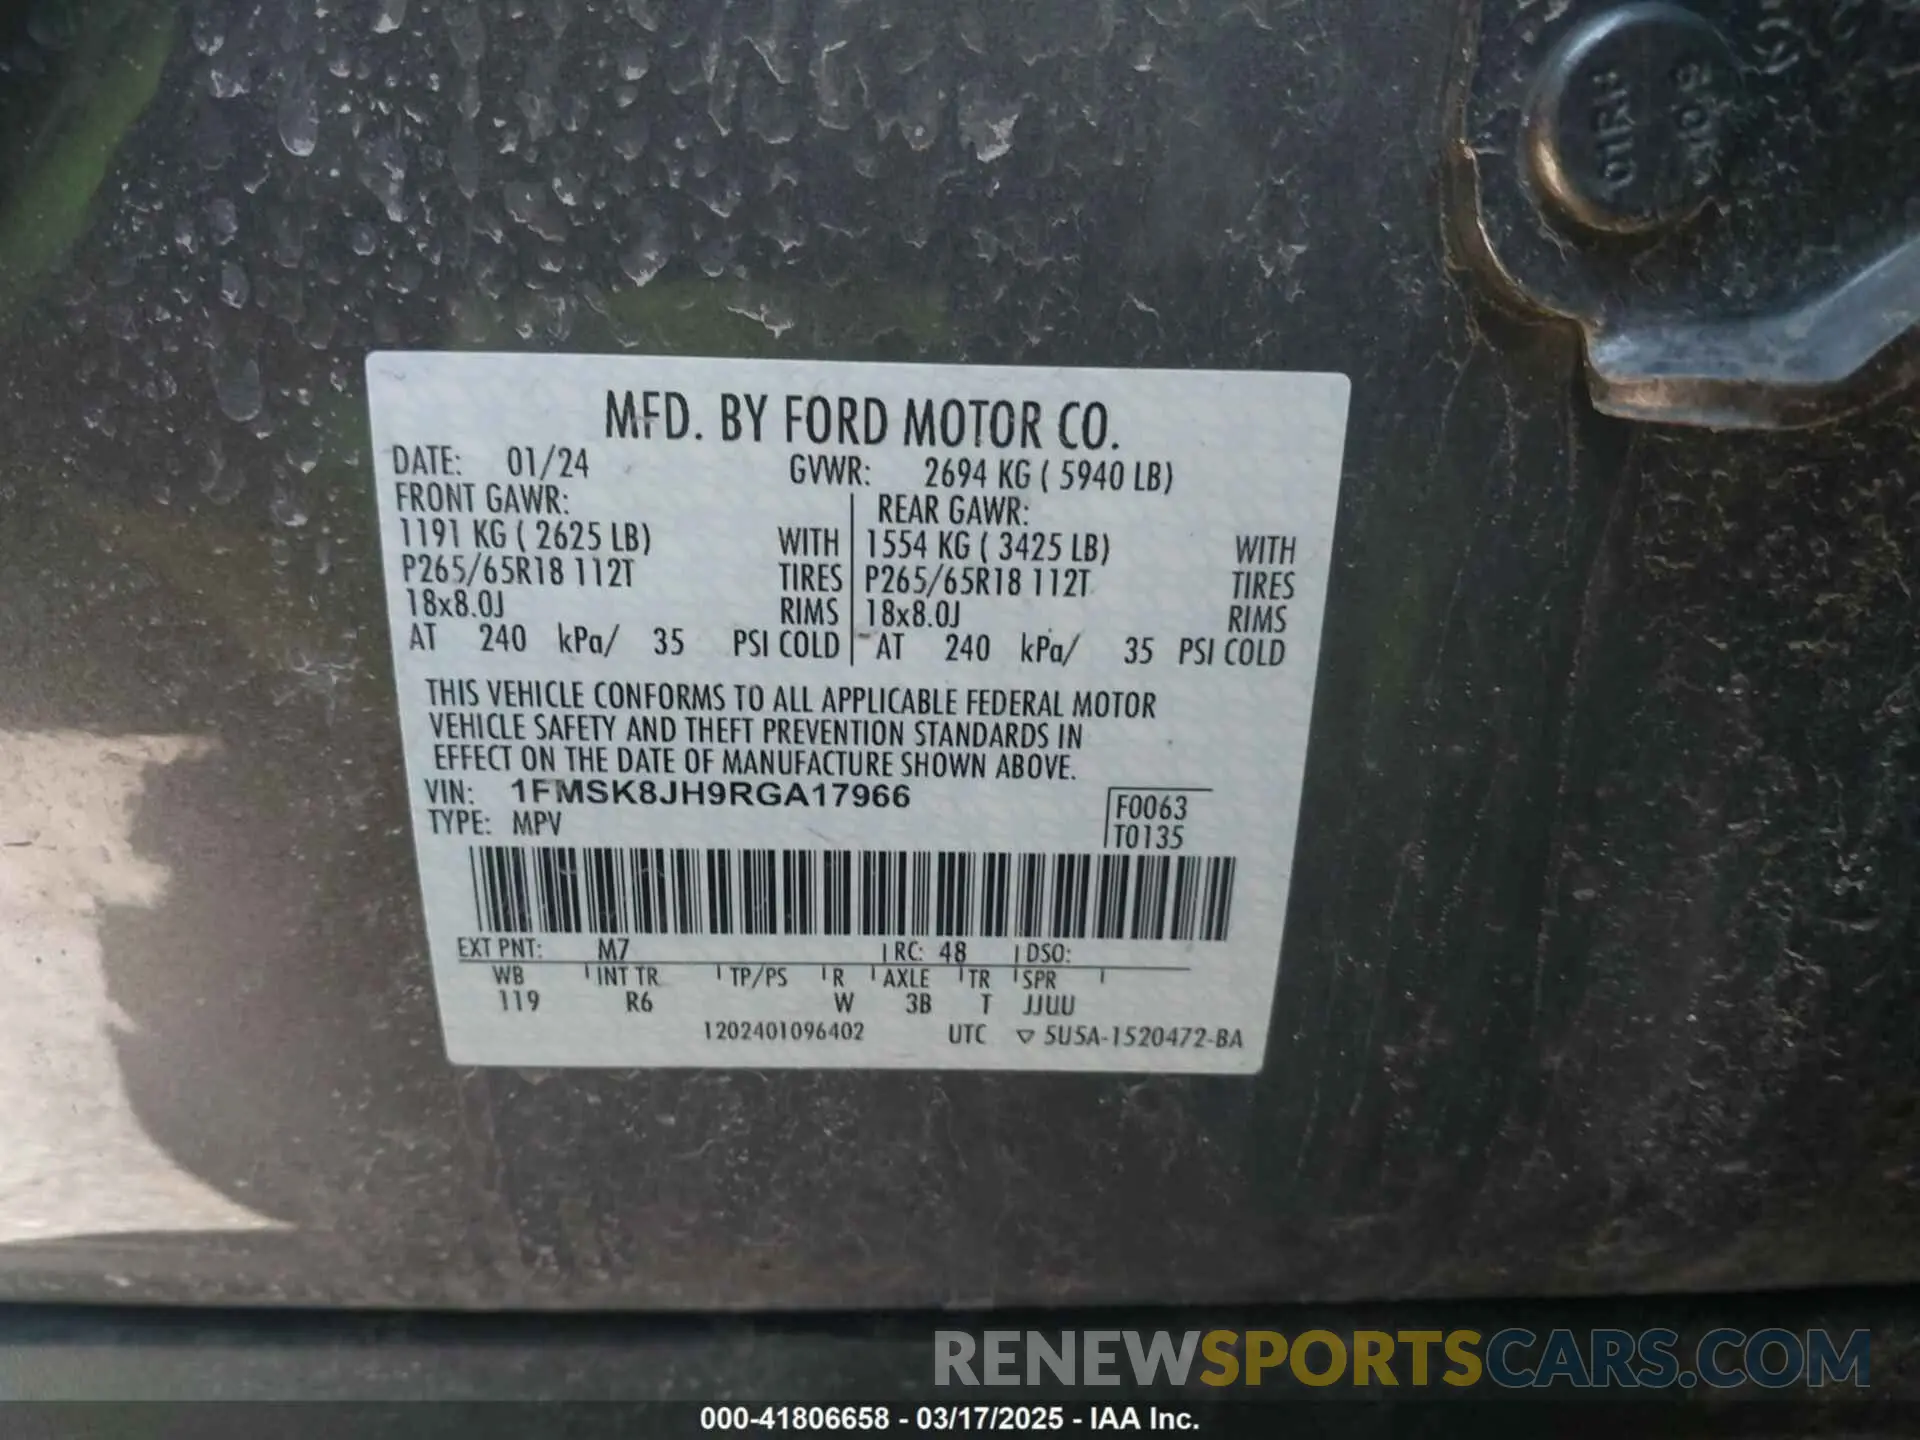 MFD. BY FORD MOTOR CO.
DATE: 01/24 GVWR: 2694 KG ( 5940 LB)
FRONT GAWR: REAR GAWR:
1191 KG ( 2625 LB) WITH 1554 KG ( 3425 LB) WITH
P265/65R18 112T TIRES P265/65R18 112T TIRES
18x8.0J RIMS 18x8.0J RIMS
AT 240 kPa/ 35 PSI COLD AT 240 kPa/ 35 PSI COLD
THIS VEHICLE CONFORMS TO ALL APPLICABLE FEDERAL MOTOR
VEHICLE SAFETY AND THEFT PREVENTION STANDARDS IN
EFFECT ON THE DATE OF MANUFACTURE SHOWN ABOVE.
VIN: 1FMSK8JH9RGA17966 F0063
TYPE: MPV T0135
EXT PNT: M7 RC: 48 DSO:
WB INT TR TP/PS R AXLE TR SPR
119 R6 W 3B T JJUU
1202401096402 UTC ▽ 5U5A-1520472-BA
RENEWSPORTSCARS.COM
000-41806658 - 03/17/2025 - IAA Inc.